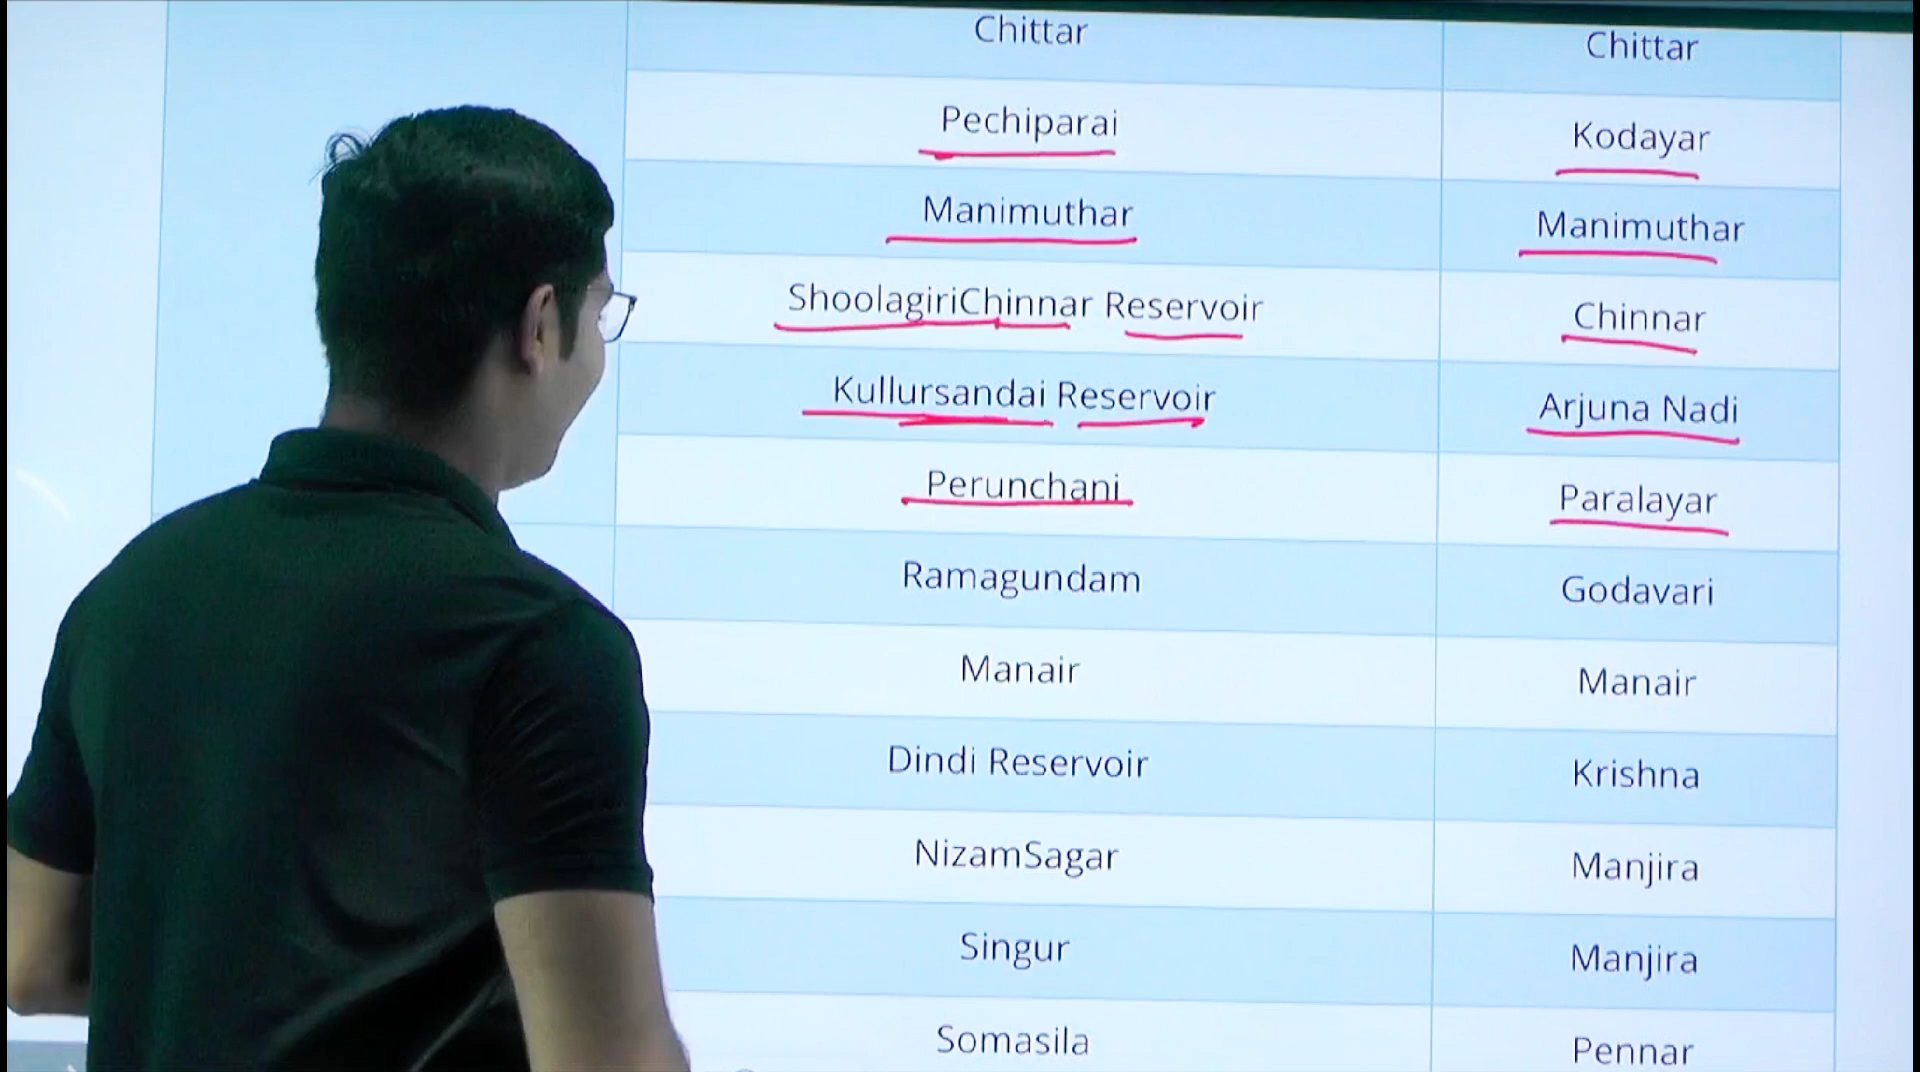 Chittar Chittar
Pechiparai Kodayar
Manimuthar Manimuthar
ShoolagiriChinnar Reservoir Chinnar
Kullursandai Reservoir Arjuna Nadi
Perunchani Paralayar
Ramagundam Godavari
Manair Manair
Dindi Reservoir Krishna
NizamSagar Manjira
Singur Manjira
Somasila Pennar